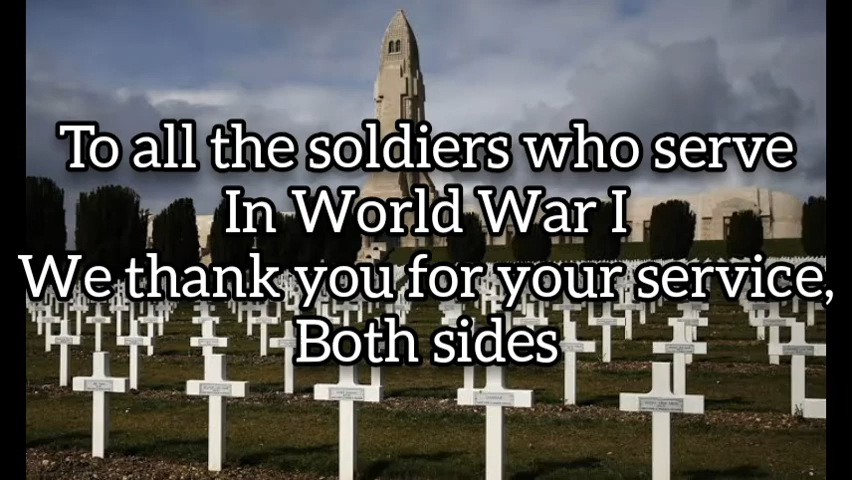 To all the soldiers who serve
In World War I
We thank you for your service,
Both sides